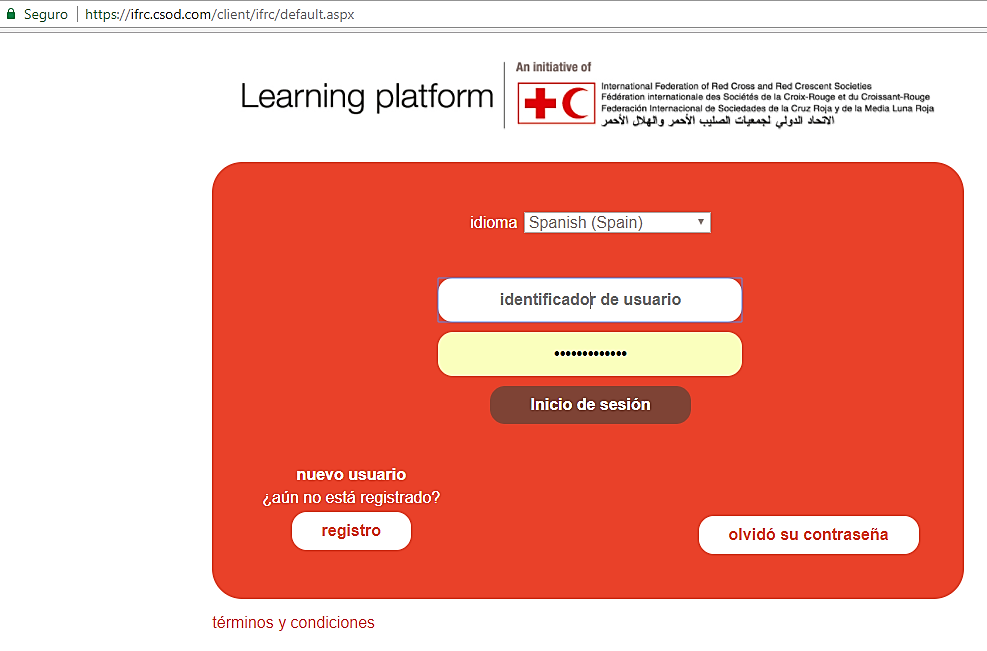 Seguro https://ifrc.csod.com/client/ifrc/default.aspx
Learning platform
An initiative of
International Federation of Red Cross and Red Crescent Societies
Fédération internationale des Sociétés de la Croix-Rouge et du Croissant-Rouge
Federación Internacional de Sociedades de la Cruz Roja y de la Media Luna Roja
الاتحاد الدولي لجمعيات الصليب الأحمر والهلال الأحمر
idioma Spanish (Spain)
identificador de usuario
•••••••••••••
Inicio de sesión
nuevo usuario
¿aún no está registrado?
registro
olvidó su contraseña
términos y condiciones